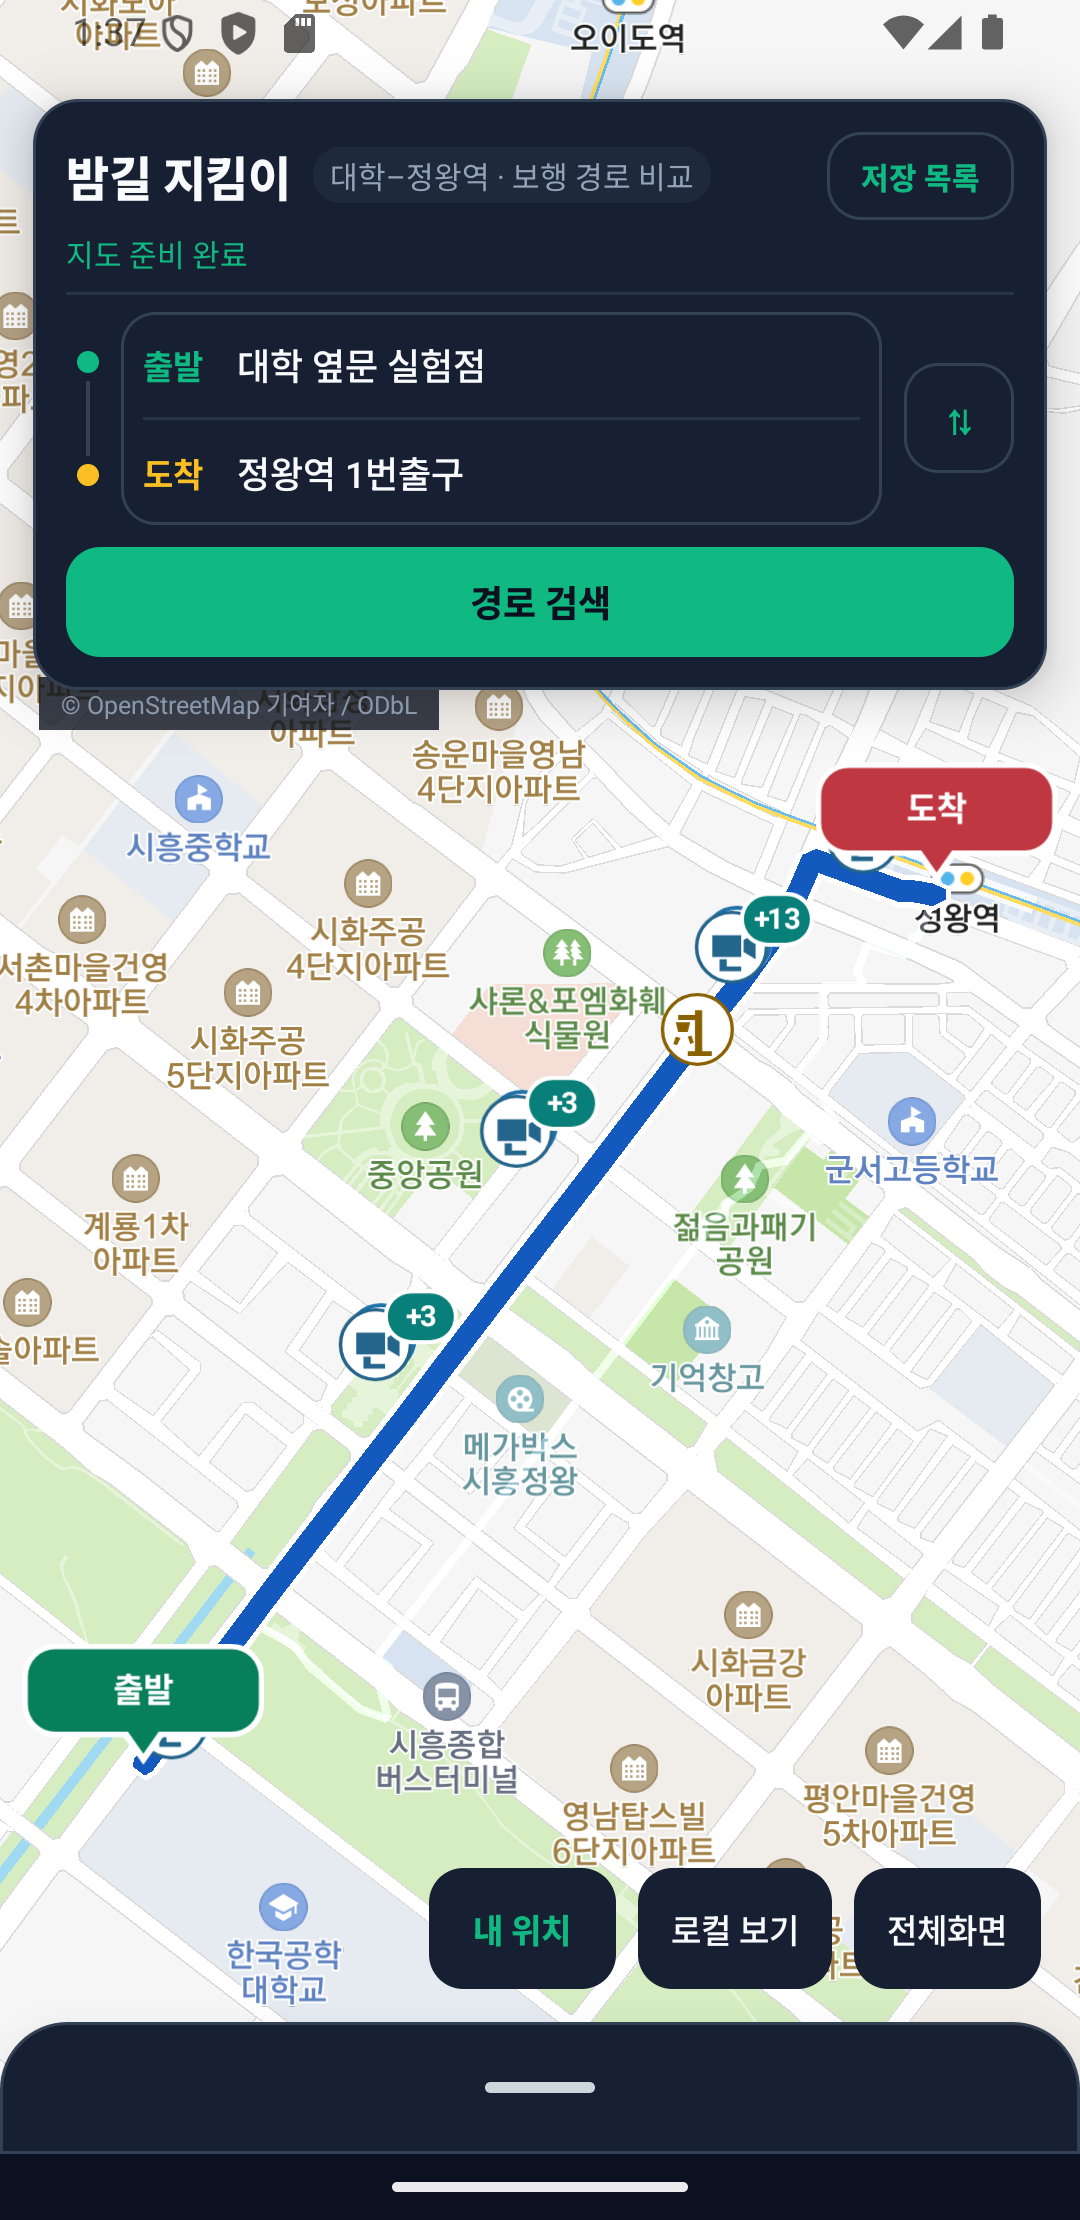 1:37
오이도역
밤길 지킴이
대학–정왕역 · 보행 경로 비교
저장 목록
지도 준비 완료
출발 대학 옆문 실험점
도착 정왕역 1번출구
경로 검색
© OpenStreetMap 기여자 / ODbL
아파트
송운마을영남
4단지아파트
도착
시흥중학교
정왕역
+13
시화주공
4단지아파트
서촌마을건영
4차아파트
샤론&포엠화훼
식물원
시화주공
5단지아파트
+3
중앙공원
군서고등학교
계룡1차
아파트
젊음과패기
공원
+3
술아파트
기억창고
메가박스
시흥정왕
출발
시화금강
아파트
시흥종합
버스터미널
영남탑스빌
6단지아파트
평안마을건영
5차아파트
내 위치
로컬 보기
전체화면
한국공학
대학교